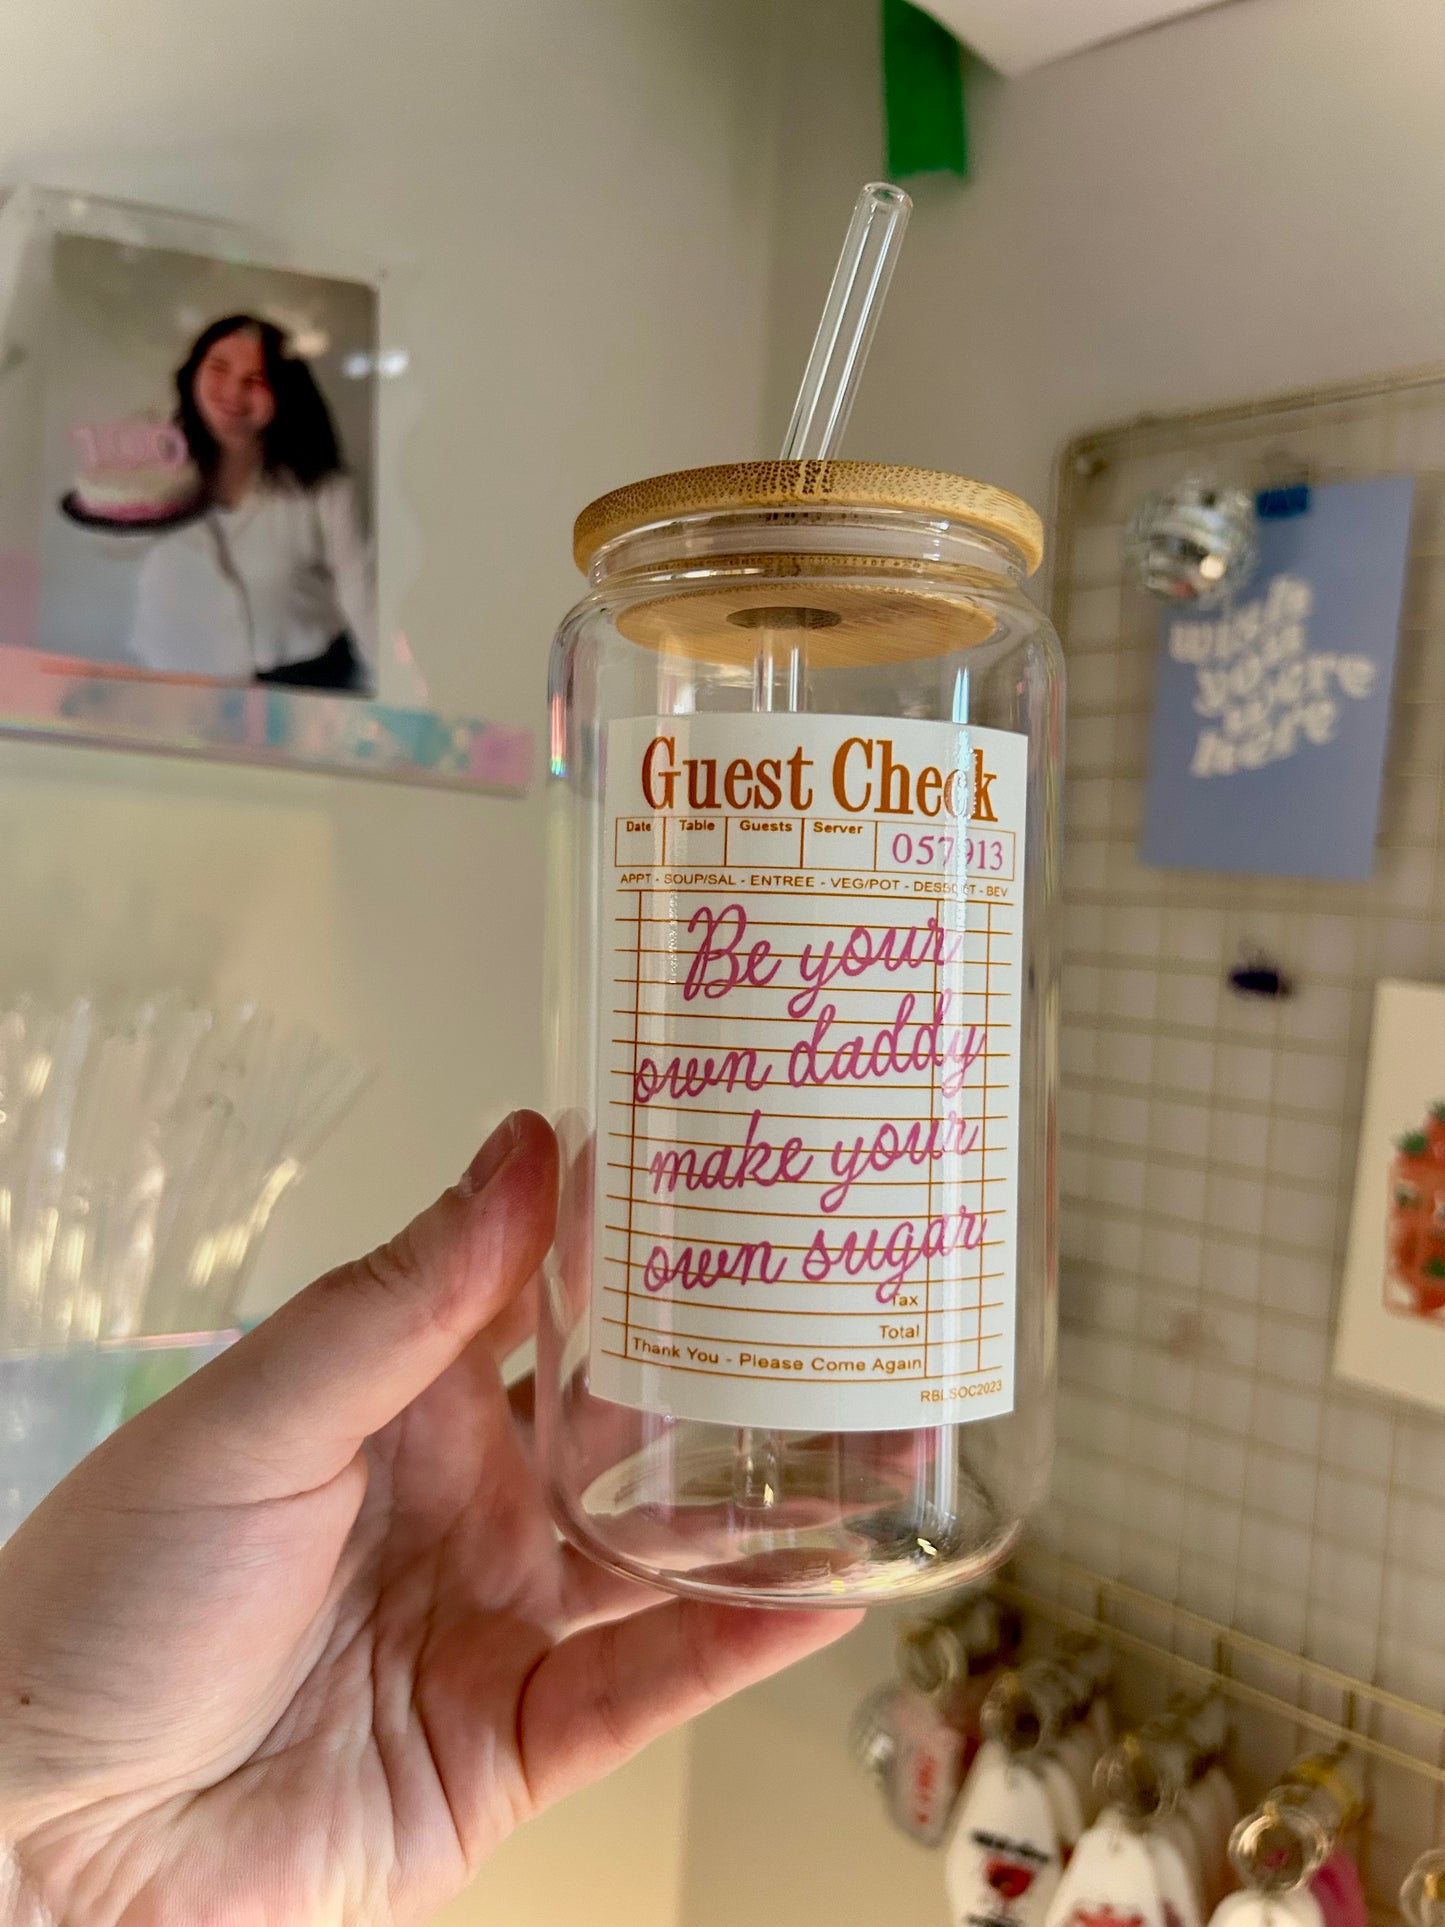 Guest Check
Date Table Guests Server 057913
APPT - SOUP/SAL - ENTREE - VEG/POT - DESSERT - BEV
Be your
own daddy
make your
own sugar
Tax
Total
Thank You - Please Come Again
RBLSOC2023
wish
you're
here